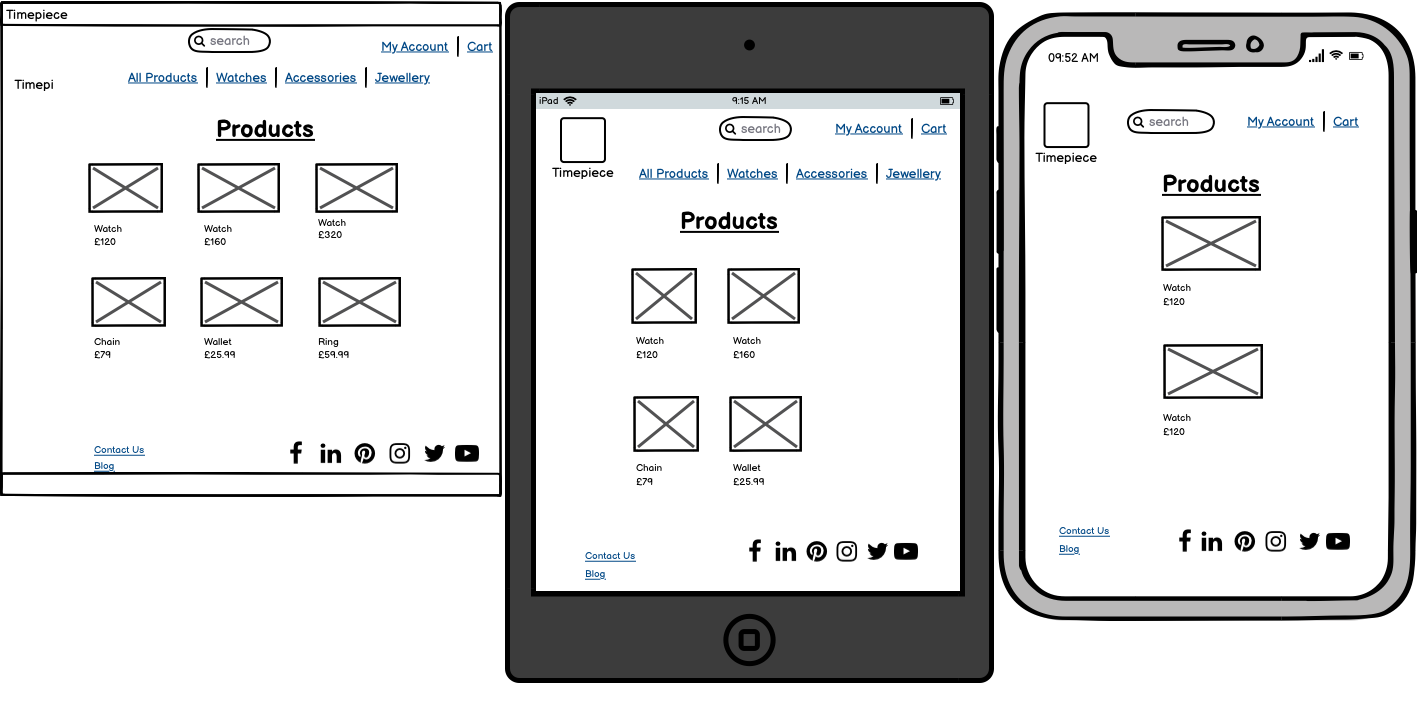 Timepiece
search
My Account Cart
Timepi
All Products Watches Accessories Jewellery
Products
Watch Watch Watch
£120 £160 £320
Chain Wallet Ring
£79 £25.99 £59.99
Contact Us
Blog
iPad 9:15 AM
search My Account Cart
Timepiece
All Products Watches Accessories Jewellery
Products
Watch Watch
£120 £160
Chain Wallet
£79 £25.99
Contact Us
Blog
09:52 AM
search My Account Cart
Timepiece
Products
Watch
£120
Watch
£120
Contact Us
Blog